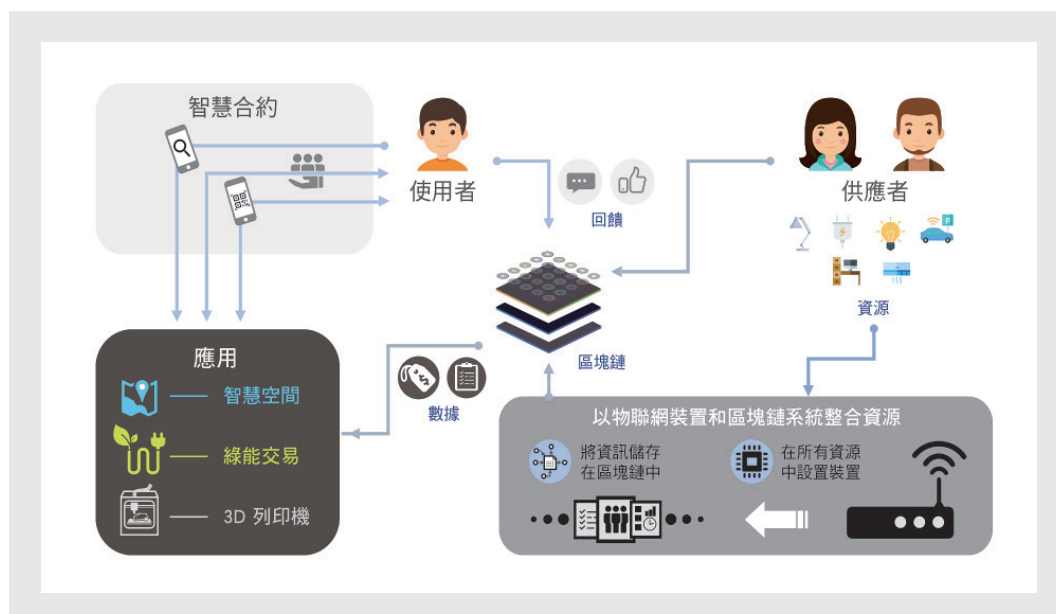 智慧合約
使用者
供應者
回饋
資源
區塊鏈
數據
應用
智慧空間
綠能交易
3D 列印機
以物聯網裝置和區塊鏈系統整合資源
將資訊儲存
在區塊鏈中
在所有資源
中設置裝置
P